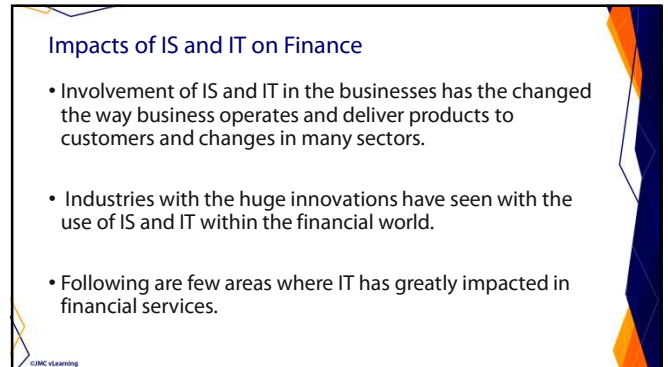 Impacts of IS and IT on Finance
• Involvement of IS and IT in the businesses has the changed
the way business operates and deliver products to
customers and changes in many sectors.
• Industries with the huge innovations have seen with the
use of IS and IT within the financial world.
• Following are few areas where IT has greatly impacted in
financial services.
©JMC vLearning